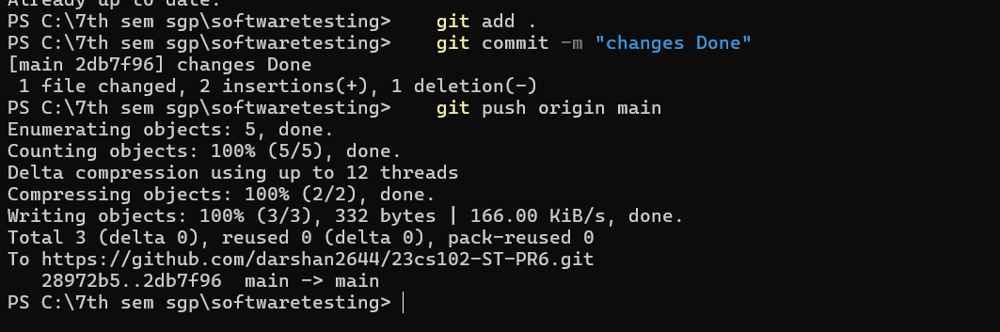 Already up to date.
PS C:\7th sem sgp\softwaretesting>    git add .
PS C:\7th sem sgp\softwaretesting>    git commit -m "changes Done"
[main 2db7f96] changes Done
 1 file changed, 2 insertions(+), 1 deletion(-)
PS C:\7th sem sgp\softwaretesting>    git push origin main
Enumerating objects: 5, done.
Counting objects: 100% (5/5), done.
Delta compression using up to 12 threads
Compressing objects: 100% (2/2), done.
Writing objects: 100% (3/3), 332 bytes | 166.00 KiB/s, done.
Total 3 (delta 0), reused 0 (delta 0), pack-reused 0
To https://github.com/darshan2644/23cs102-ST-PR6.git
   28972b5..2db7f96  main -> main
PS C:\7th sem sgp\softwaretesting>